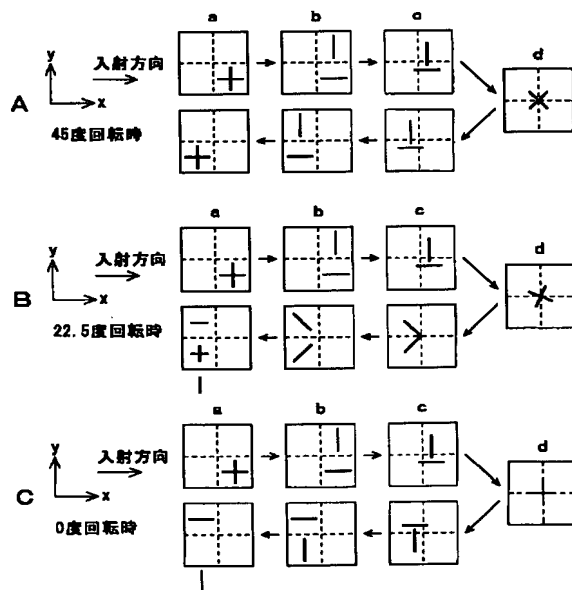 a b c
y 入射方向 d
A x
45度回転時
a b c
y 入射方向 d
B x
22.5度回転時
a b c
y 入射方向 d
C x
0度回転時